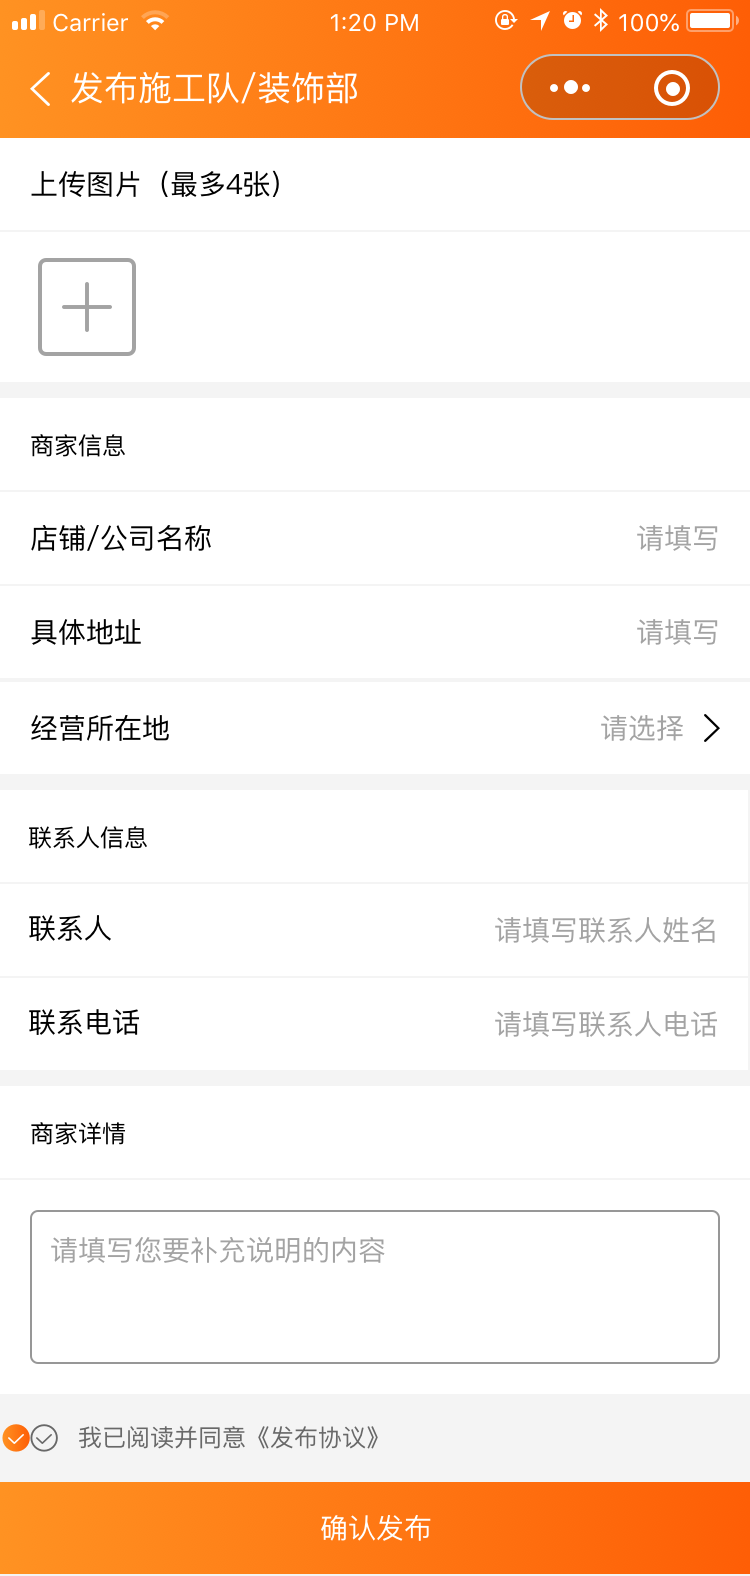 Carrier 1:20 PM 100%
发布施工队/装饰部
上传图片（最多4张）
商家信息
店铺/公司名称 请填写
具体地址 请填写
经营所在地 请选择
联系人信息
联系人 请填写联系人姓名
联系电话 请填写联系人电话
商家详情
请填写您要补充说明的内容
我已阅读并同意《发布协议》
确认发布